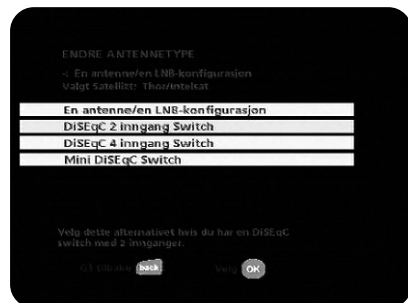 ENDRE ANTENNETYPE
-: En antenne/en LNB-konfigurasjon
Valgt Satellitt: Thor/Intelsat
En antenne/en LNB-konfigurasjon
DiSEqC 2 inngang Switch
DiSEqC 4 inngang Switch
Mini DiSEqC Switch
Velg dette alternativet hvis du har en DiSEqC
switch med 2 innganger.
Gå tilbake back Velg OK